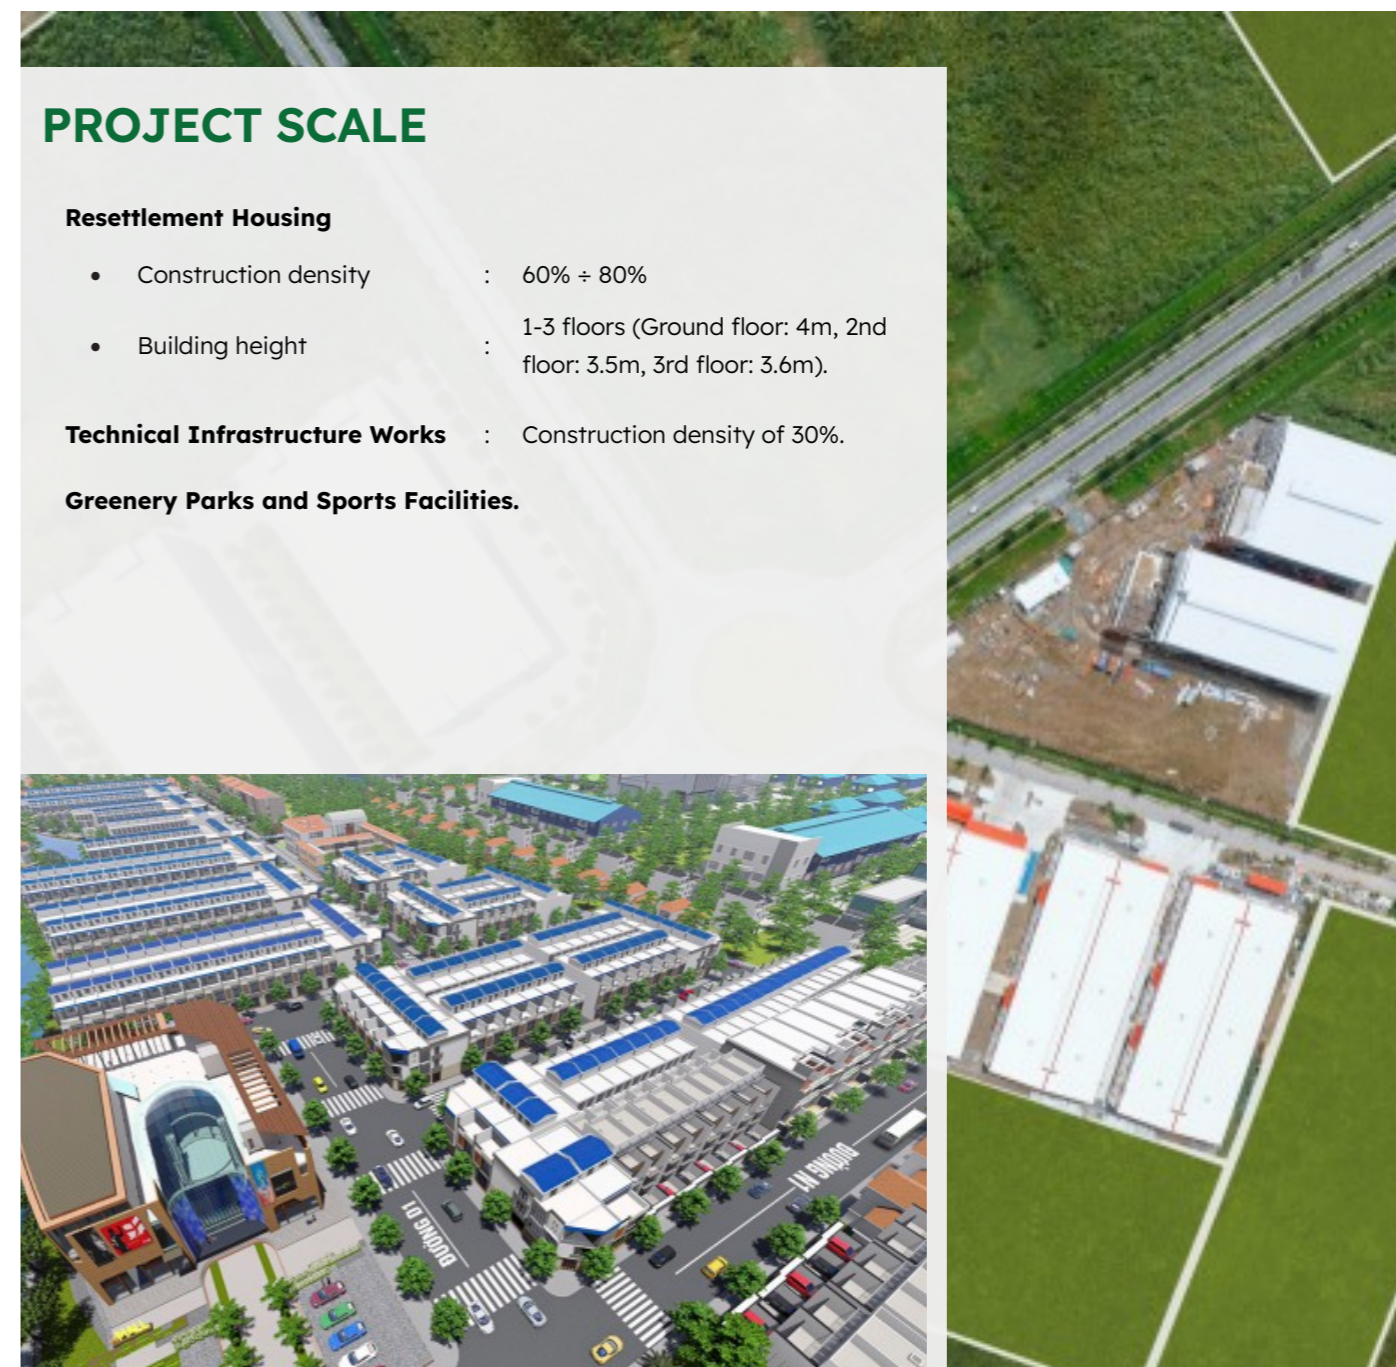 PROJECT SCALE
Resettlement Housing
• Construction density : 60% ÷ 80%
• Building height : 1-3 floors (Ground floor: 4m, 2nd
floor: 3.5m, 3rd floor: 3.6m).
Technical Infrastructure Works : Construction density of 30%.
Greenery Parks and Sports Facilities.
ĐƯỜNG D1
ĐƯỜNG N1